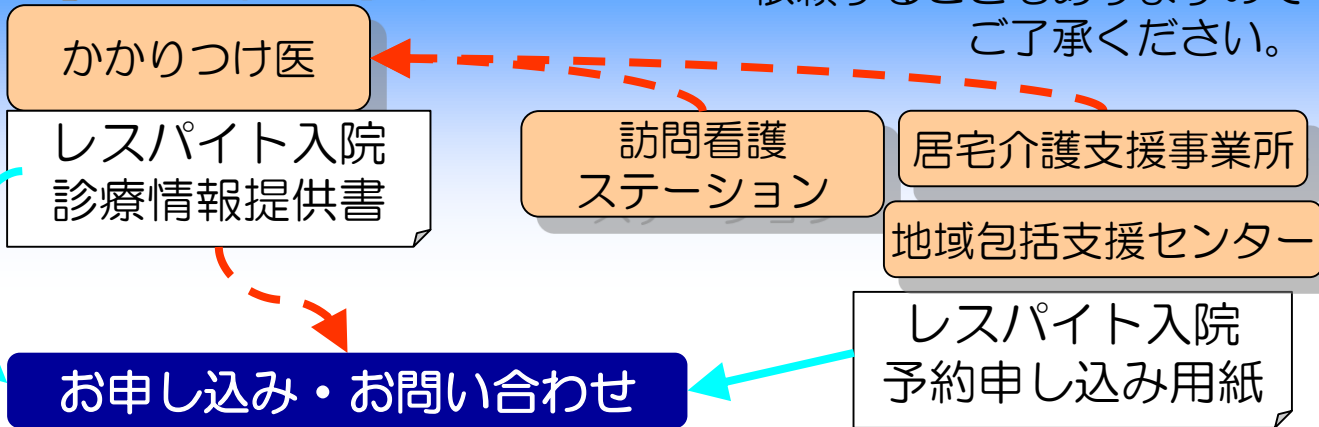 ご了承ください。
かかりつけ医
レスパイト入院
診療情報提供書
訪問看護
ステーション
居宅介護支援事業所
地域包括支援センター
レスパイト入院
予約申し込み用紙
お申し込み・お問い合わせ